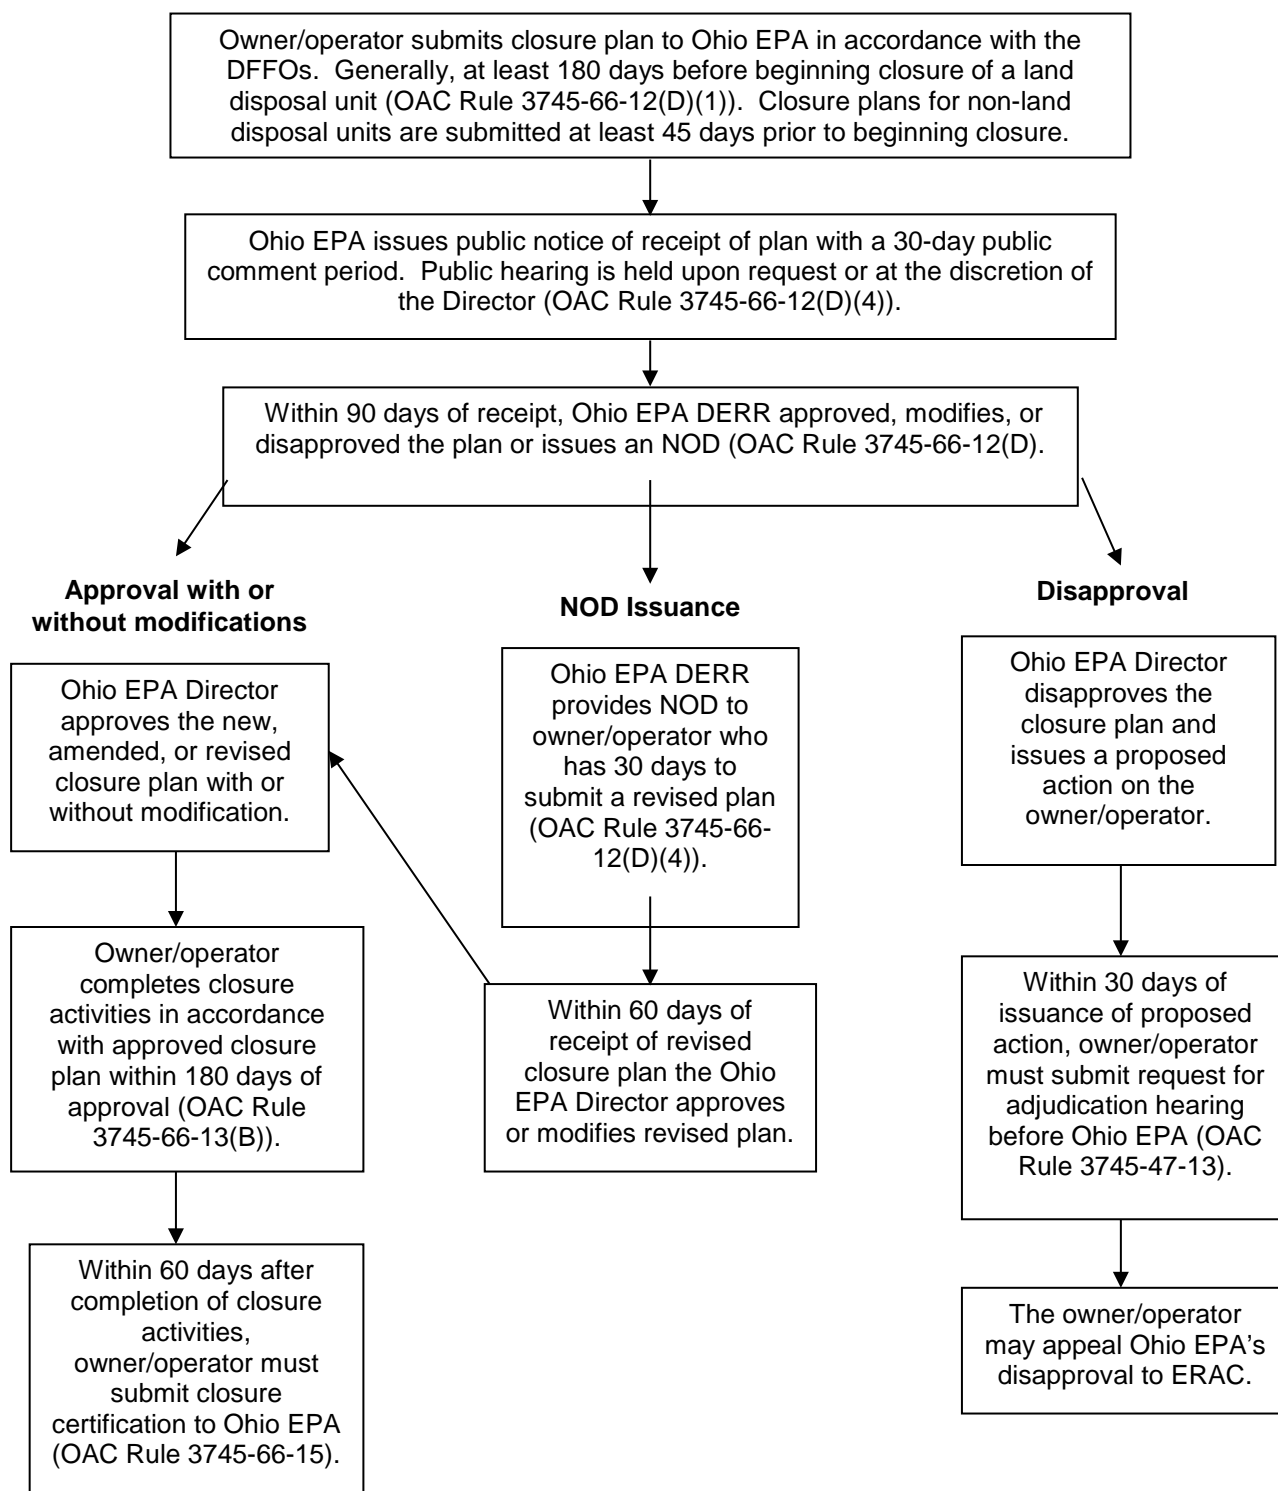 Owner/operator submits closure plan to Ohio EPA in accordance with the
DFFOs.  Generally, at least 180 days before beginning closure of a land
disposal unit (OAC Rule 3745-66-12(D)(1)).  Closure plans for non-land
disposal units are submitted at least 45 days prior to beginning closure.
Ohio EPA issues public notice of receipt of plan with a 30-day public
comment period.  Public hearing is held upon request or at the discretion of
the Director (OAC Rule 3745-66-12(D)(4)).
Within 90 days of receipt, Ohio EPA DERR approved, modifies, or
disapproved the plan or issues an NOD (OAC Rule 3745-66-12(D).
Approval with or
without modifications
Ohio EPA Director
approves the new,
amended, or revised
closure plan with or
without modification.
Owner/operator
completes closure
activities in accordance
with approved closure
plan within 180 days of
approval (OAC Rule
3745-66-13(B)).
Within 60 days after
completion of closure
activities,
owner/operator must
submit closure
certification to Ohio EPA
(OAC Rule 3745-66-15).
NOD Issuance
Ohio EPA DERR
provides NOD to
owner/operator who
has 30 days to
submit a revised plan
(OAC Rule 3745-66-
12(D)(4)).
Within 60 days of
receipt of revised
closure plan the Ohio
EPA Director approves
or modifies revised plan.
Disapproval
Ohio EPA Director
disapproves the
closure plan and
issues a proposed
action on the
owner/operator.
Within 30 days of
issuance of proposed
action, owner/operator
must submit request for
adjudication hearing
before Ohio EPA (OAC
Rule 3745-47-13).
The owner/operator
may appeal Ohio EPA’s
disapproval to ERAC.